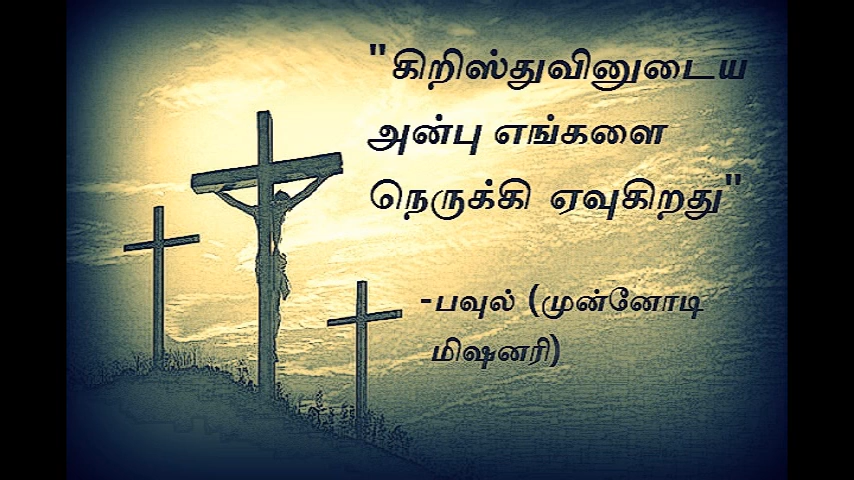 "கிறிஸ்துவினுடைய
அன்பு எங்களை
நெருக்கி ஏவுகிறது"
-பவுல் (முன்னோடி
மிஷனரி)